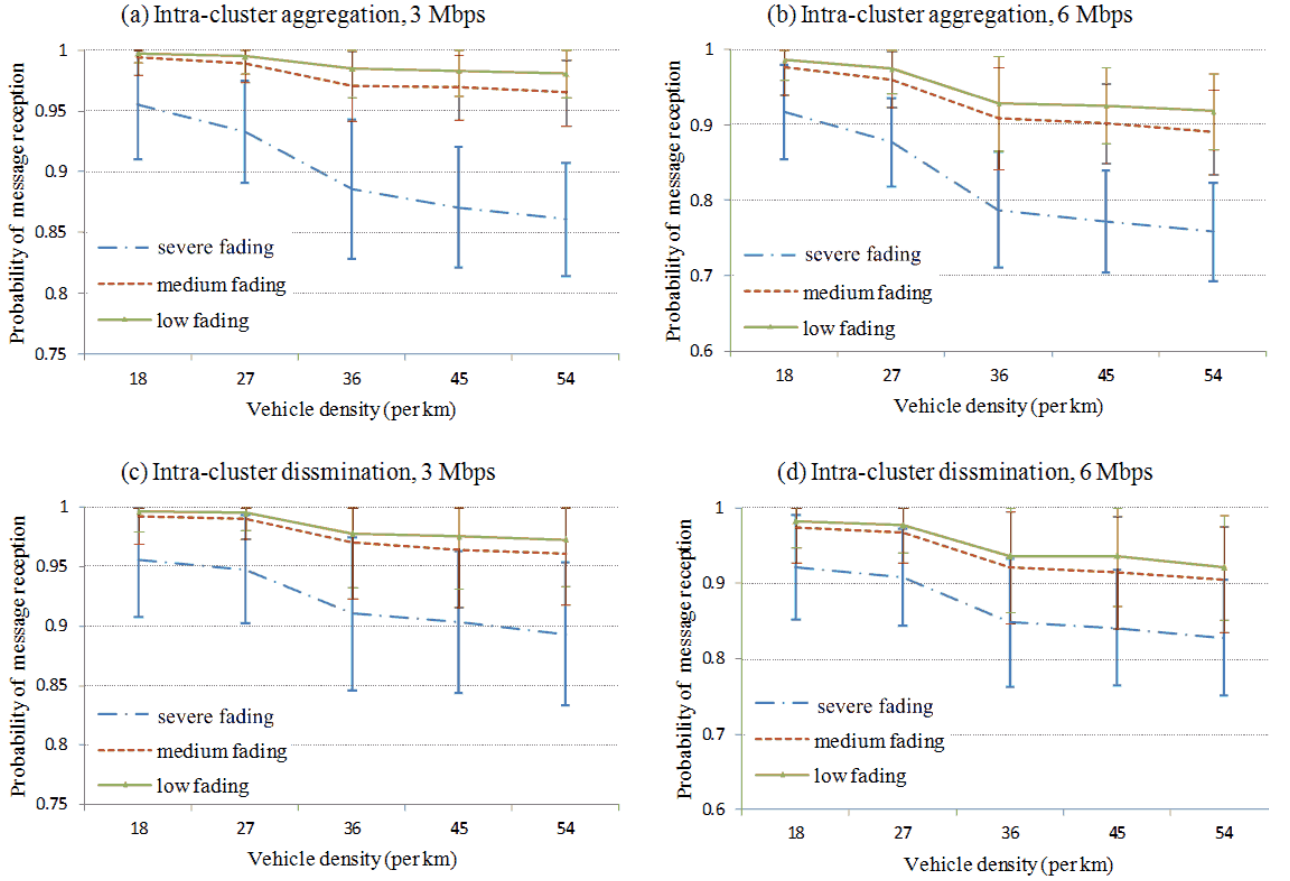 (a) Intra-cluster aggregation, 3 Mbps
Probability of message reception
1
0.95
0.9
0.85
0.8
0.75
severe fading
medium fading
low fading
18 27 36 45 54
Vehicle density (per km)
(b) Intra-cluster aggregation, 6 Mbps
Probability of message reception
1
0.9
0.8
0.7
0.6
severe fading
medium fading
low fading
18 27 36 45 54
Vehicle density (per km)
(c) Intra-cluster dissmination, 3 Mbps
Probability of message reception
1
0.95
0.9
0.85
0.8
0.75
severe fading
medium fading
low fading
18 27 36 45 54
Vehicle density (per km)
(d) Intra-cluster dissmination, 6 Mbps
Probability of message reception
1
0.9
0.8
0.7
0.6
severe fading
medium fading
low fading
18 27 36 45 54
Vehicle density (per km)